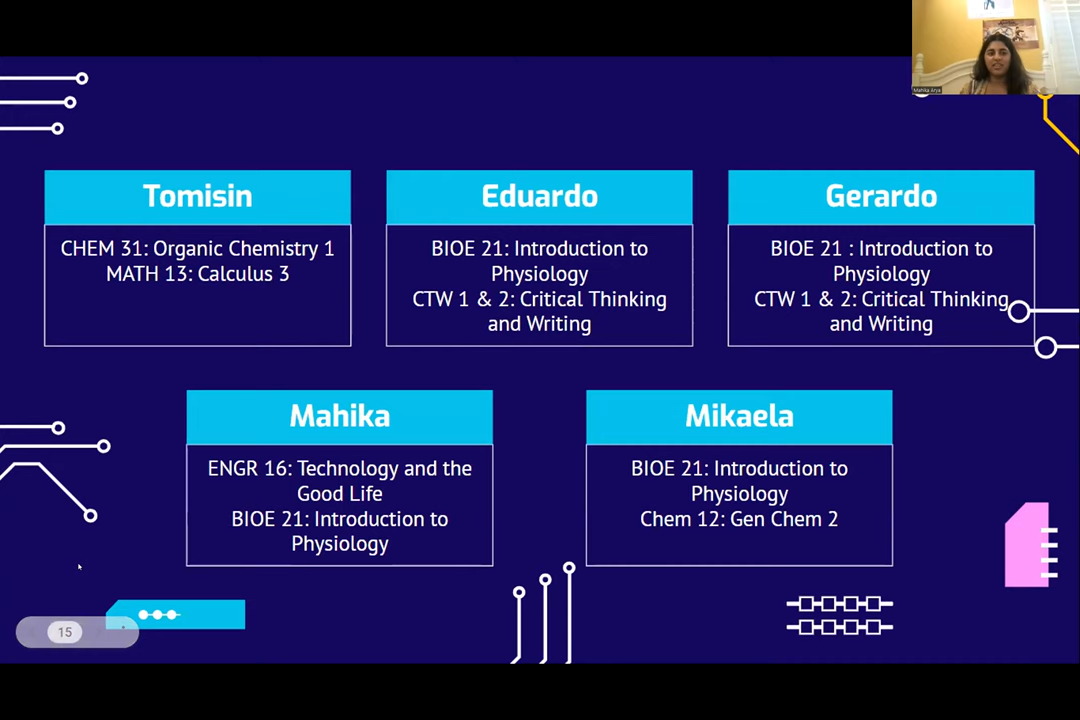 Mahika Arya
Tomisin
CHEM 31: Organic Chemistry 1
MATH 13: Calculus 3
Eduardo
BIOE 21: Introduction to
Physiology
CTW 1 & 2: Critical Thinking
and Writing
Gerardo
BIOE 21 : Introduction to
Physiology
CTW 1 & 2: Critical Thinking
and Writing
Mahika
ENGR 16: Technology and the
Good Life
BIOE 21: Introduction to
Physiology
Mikaela
BIOE 21: Introduction to
Physiology
Chem 12: Gen Chem 2
15